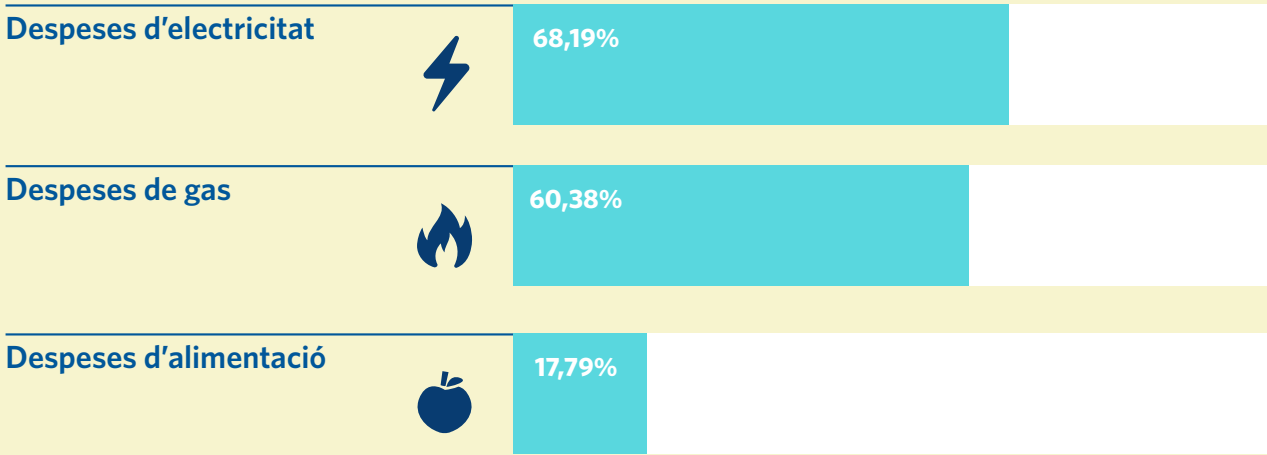 Despeses d'electricitat
68,19%
Despeses de gas
60,38%
Despeses d'alimentació
17,79%